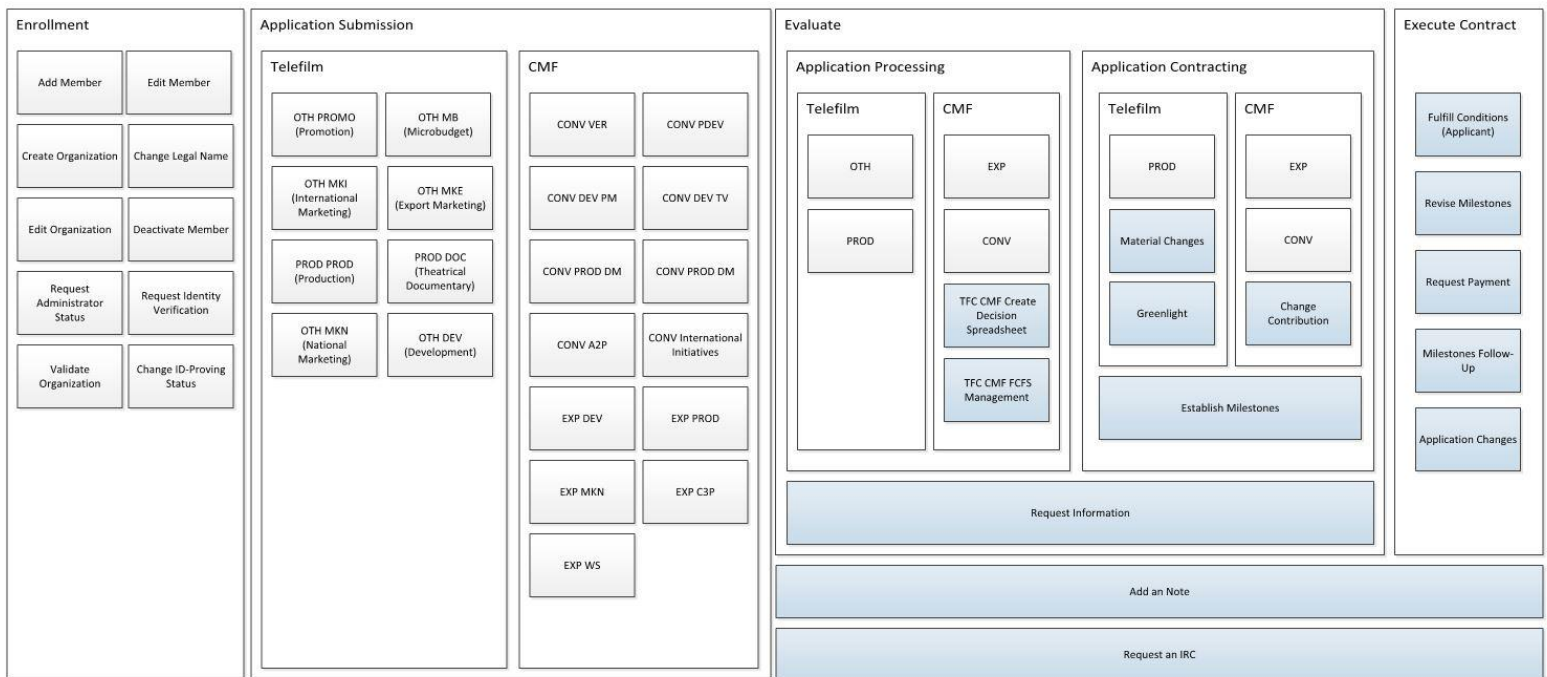 Enrollment
Add Member
Edit Member
Create Organization
Change Legal Name
Edit Organization
Deactivate Member
Request
Administrator
Status
Request Identity
Verification
Validate
Organization
Change ID-Proving
Status
Application Submission
Telefilm
OTH PROMO
(Promotion)
OTH MB
(Microbudget)
OTH MKI
(International
Marketing)
OTH MKE
(Export Marketing)
PROD PROD
(Production)
PROD DOC
(Theatrical
Documentary)
OTH MKN
(National
Marketing)
OTH DEV
(Development)
CMF
CONV VER
CONV PDEV
CONV DEV PM
CONV DEV TV
CONV PROD DM
CONV PROD DM
CONV A2P
CONV International
Initiatives
EXP DEV
EXP PROD
EXP MKN
EXP C3P
EXP WS
Evaluate
Application Processing
Telefilm
OTH
PROD
CMF
EXP
CONV
TFC CMF Create
Decision
Spreadsheet
TFC CMF FCFS
Management
Application Contracting
Telefilm
PROD
Material Changes
Greenlight
CMF
EXP
CONV
Change
Contribution
Establish Milestones
Request Information
Execute Contract
Fulfill Conditions
(Applicant)
Revise Milestones
Request Payment
Milestones Follow-
Up
Application Changes
Add an Note
Request an IRC